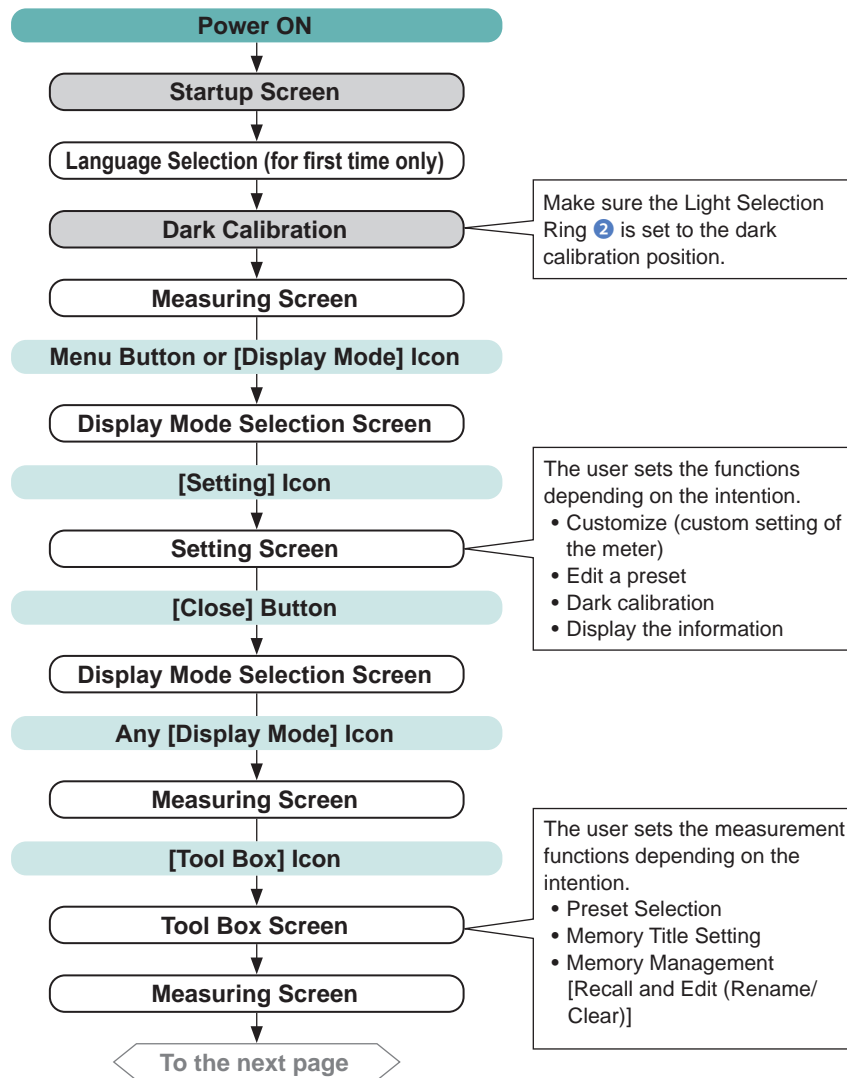 Power ON
Startup Screen
Language Selection (for first time only)
Dark Calibration
Make sure the Light Selection
Ring ❷ is set to the dark
calibration position.
Measuring Screen
Menu Button or [Display Mode] Icon
Display Mode Selection Screen
[Setting] Icon
Setting Screen
The user sets the functions
depending on the intention.
• Customize (custom setting of
the meter)
• Edit a preset
• Dark calibration
• Display the information
[Close] Button
Display Mode Selection Screen
Any [Display Mode] Icon
Measuring Screen
[Tool Box] Icon
Tool Box Screen
The user sets the measurement
functions depending on the
intention.
• Preset Selection
• Memory Title Setting
• Memory Management
[Recall and Edit (Rename/
Clear)]
Measuring Screen
To the next page